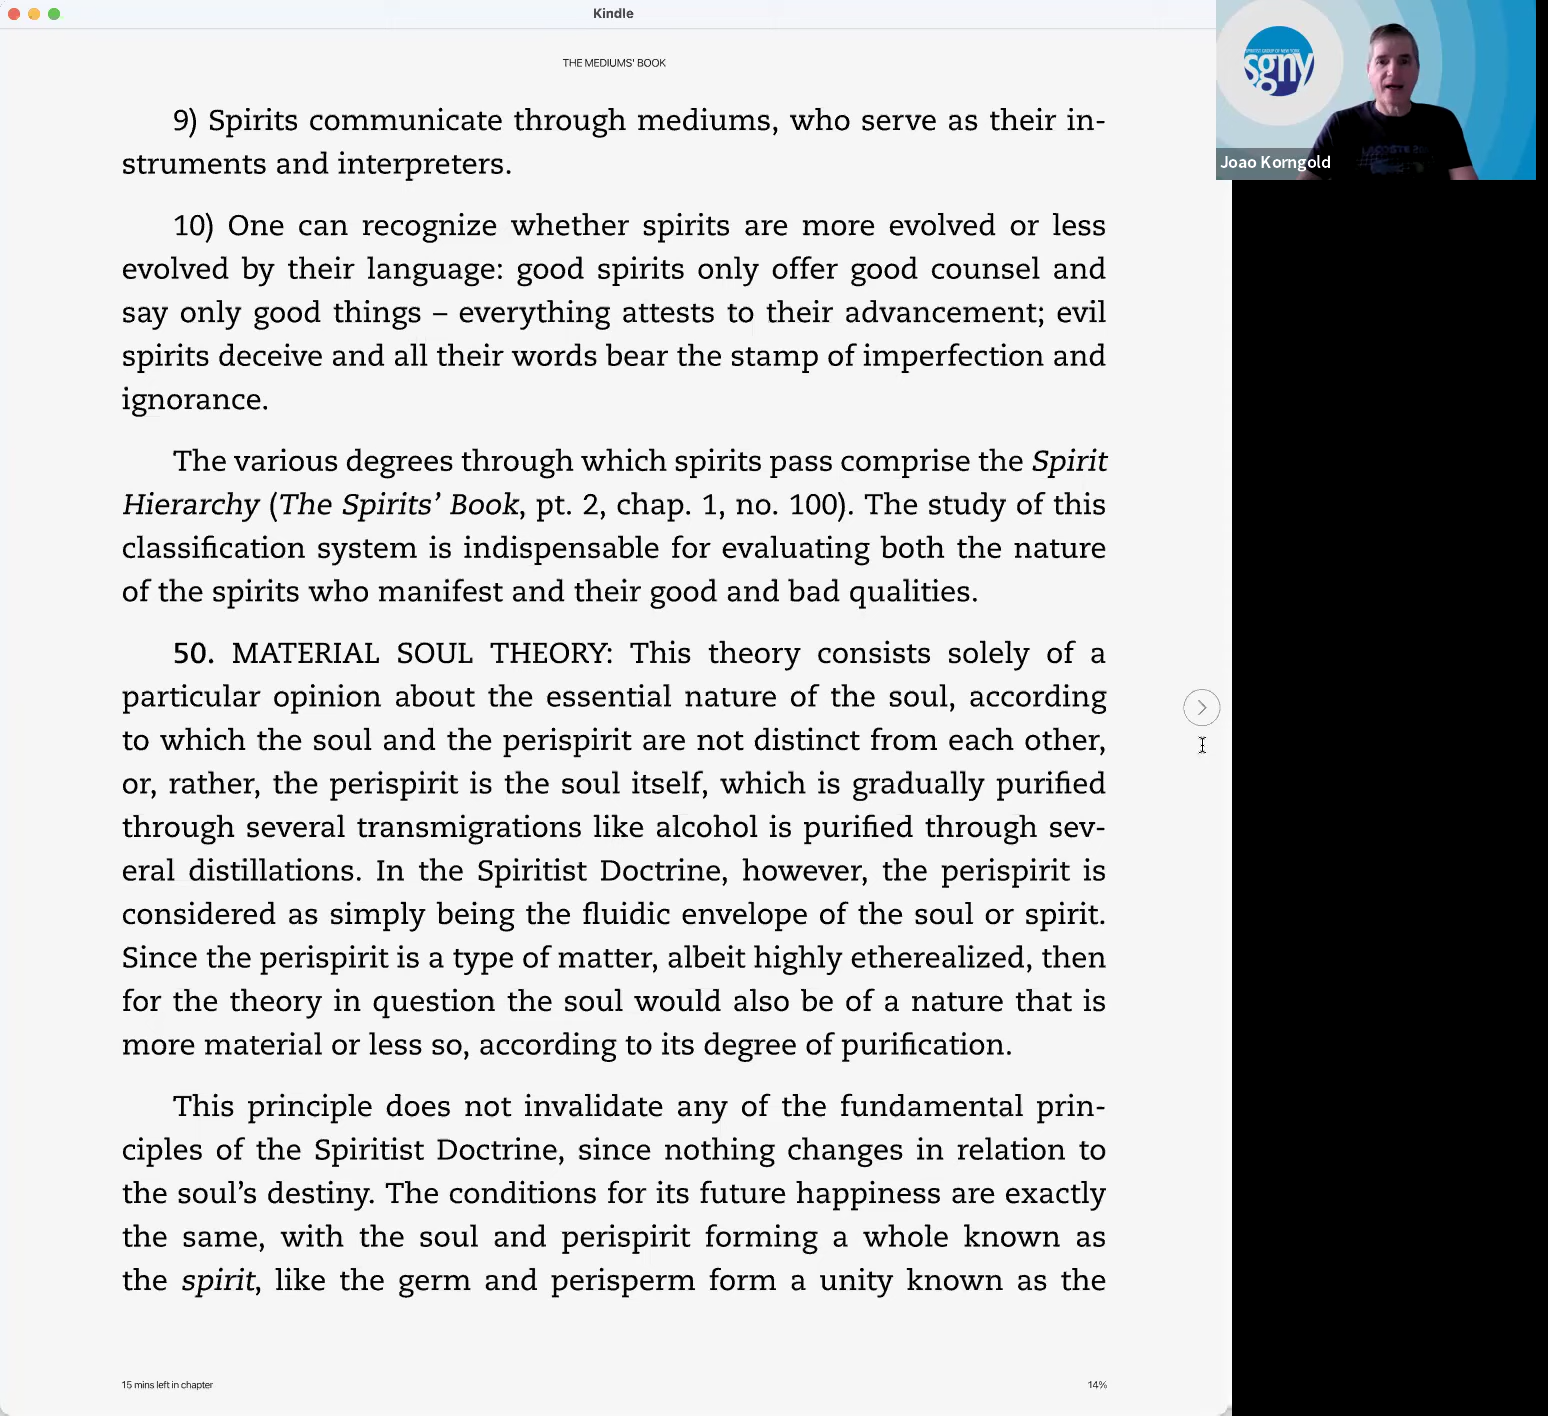 Kindle
THE MEDIUMS' BOOK
9) Spirits communicate through mediums, who serve as their in-
struments and interpreters.
10) One can recognize whether spirits are more evolved or less
evolved by their language: good spirits only offer good counsel and
say only good things – everything attests to their advancement; evil
spirits deceive and all their words bear the stamp of imperfection and
ignorance.
The various degrees through which spirits pass comprise the Spirit
Hierarchy (The Spirits’ Book, pt. 2, chap. 1, no. 100). The study of this
classification system is indispensable for evaluating both the nature
of the spirits who manifest and their good and bad qualities.
50. MATERIAL SOUL THEORY: This theory consists solely of a
particular opinion about the essential nature of the soul, according
to which the soul and the perispirit are not distinct from each other,
or, rather, the perispirit is the soul itself, which is gradually purified
through several transmigrations like alcohol is purified through sev-
eral distillations. In the Spiritist Doctrine, however, the perispirit is
considered as simply being the fluidic envelope of the soul or spirit.
Since the perispirit is a type of matter, albeit highly etherealized, then
for the theory in question the soul would also be of a nature that is
more material or less so, according to its degree of purification.
This principle does not invalidate any of the fundamental prin-
ciples of the Spiritist Doctrine, since nothing changes in relation to
the soul’s destiny. The conditions for its future happiness are exactly
the same, with the soul and perispirit forming a whole known as
the spirit, like the germ and perisperm form a unity known as the
15 mins left in chapter
14%
SPIRITIST GROUP OF NEW YORK
sgny
Joao Korngold